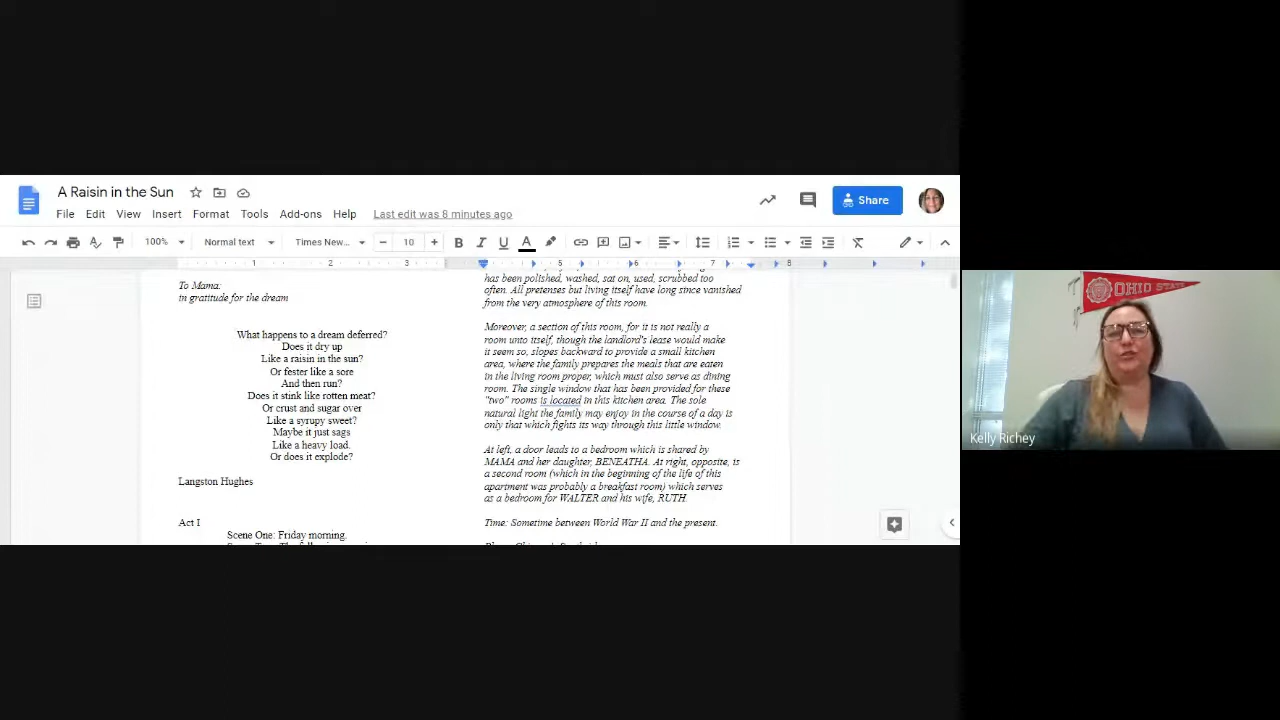 A Raisin in the Sun
File Edit View Insert Format Tools Add-ons Help Last edit was 8 minutes ago
Share
100% Normal text Times New... 10 B I U A
1 2 3 5 6 7 8
To Mama:
in gratitude for the dream
What happens to a dream deferred?
Does it dry up
Like a raisin in the sun?
Or fester like a sore
And then run?
Does it stink like rotten meat?
Or crust and sugar over
Like a syrupy sweet?
Maybe it just sags
Like a heavy load.
Or does it explode?
Langston Hughes
Act I
Scene One: Friday morning.
has been polished, washed, sat on, used, scrubbed too
often. All pretenses but living itself have long since vanished
from the very atmosphere of this room.
Moreover, a section of this room, for it is not really a
room unto itself, though the landlord's lease would make
it seem so, slopes backward to provide a small kitchen
area, where the family prepares the meals that are eaten
in the living room proper, which must also serve as dining
room. The single window that has been provided for these
"two" rooms is located in this kitchen area. The sole
natural light the family may enjoy in the course of a day is
only that which fights its way through this little window.
At left, a door leads to a bedroom which is shared by
MAMA and her daughter, BENEATHA. At right, opposite, is
a second room (which in the beginning of the life of this
apartment was probably a breakfast room) which serves
as a bedroom for WALTER and his wife, RUTH.
Time: Sometime between World War II and the present.
OHIO STATE
Kelly Richey